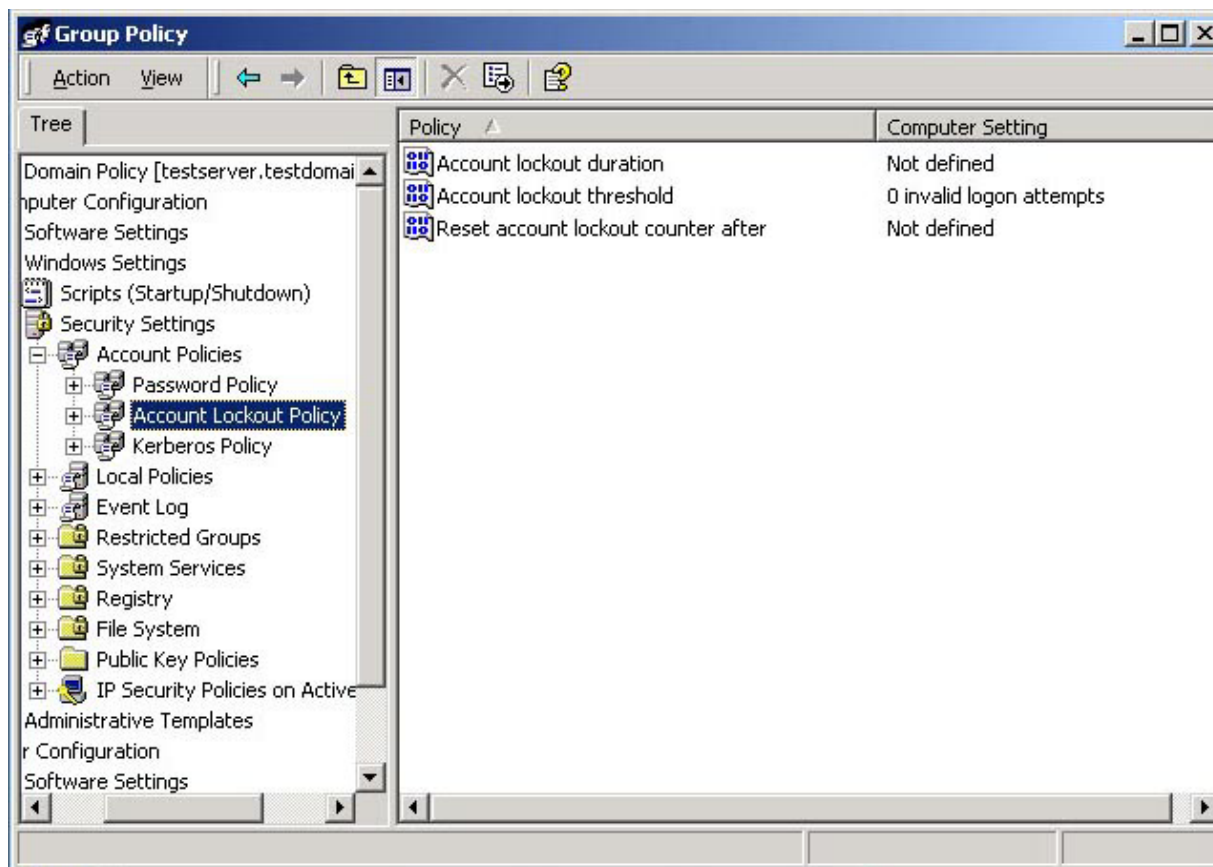 Group Policy
Action View
Tree
Policy Computer Setting
Domain Policy [testserver.testdomai
nputer Configuration
Software Settings
Windows Settings
Scripts (Startup/Shutdown)
Security Settings
Account Policies
Password Policy
Account Lockout Policy
Kerberos Policy
Local Policies
Event Log
Restricted Groups
System Services
Registry
File System
Public Key Policies
IP Security Policies on Active
Administrative Templates
r Configuration
Software Settings
Account lockout duration Not defined
Account lockout threshold 0 invalid logon attempts
Reset account lockout counter after Not defined